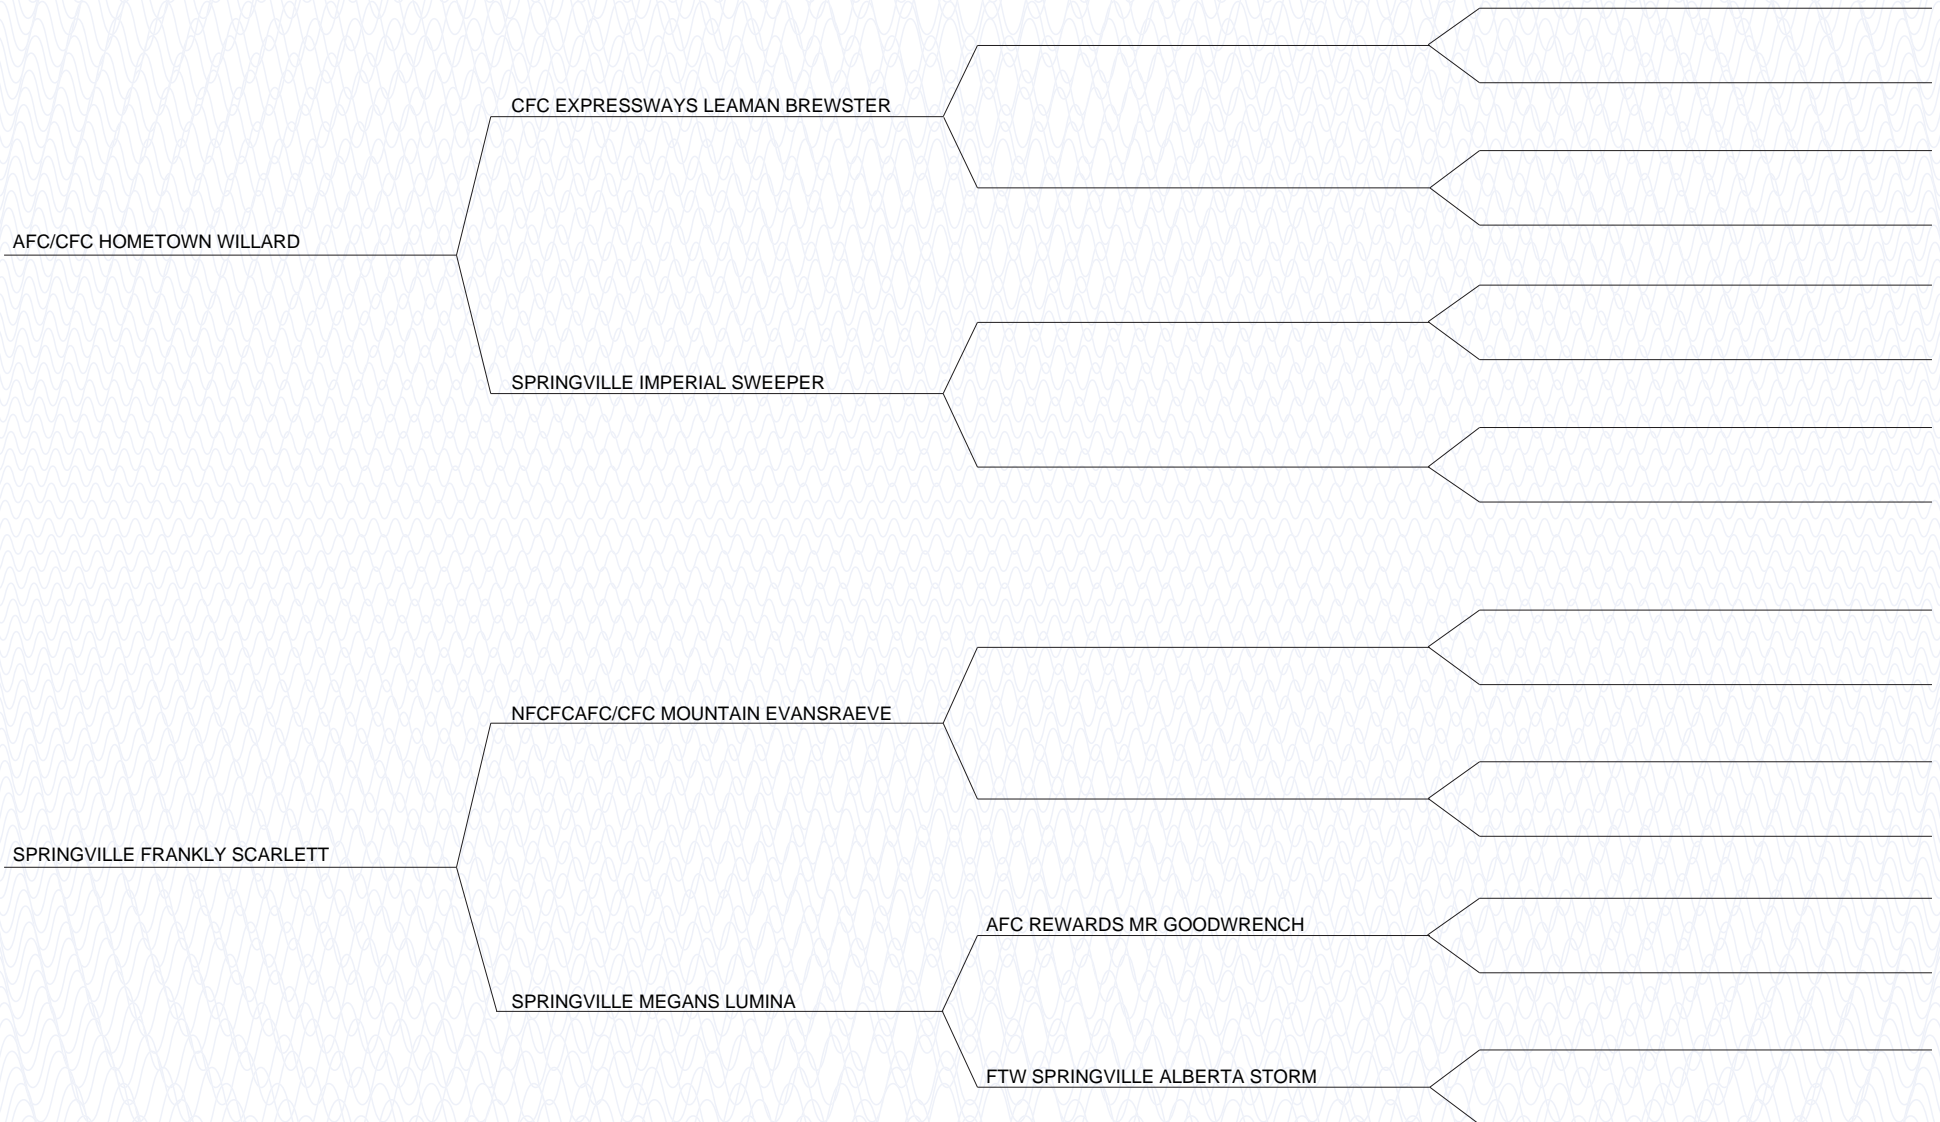 CFC EXPRESSWAYS LEAMAN BREWSTER
AFC/CFC HOMETOWN WILLARD
SPRINGVILLE IMPERIAL SWEEPER
NFCFCAFC/CFC MOUNTAIN EVANSRAEVE
SPRINGVILLE FRANKLY SCARLETT
AFC REWARDS MR GOODWRENCH
SPRINGVILLE MEGANS LUMINA
FTW SPRINGVILLE ALBERTA STORM